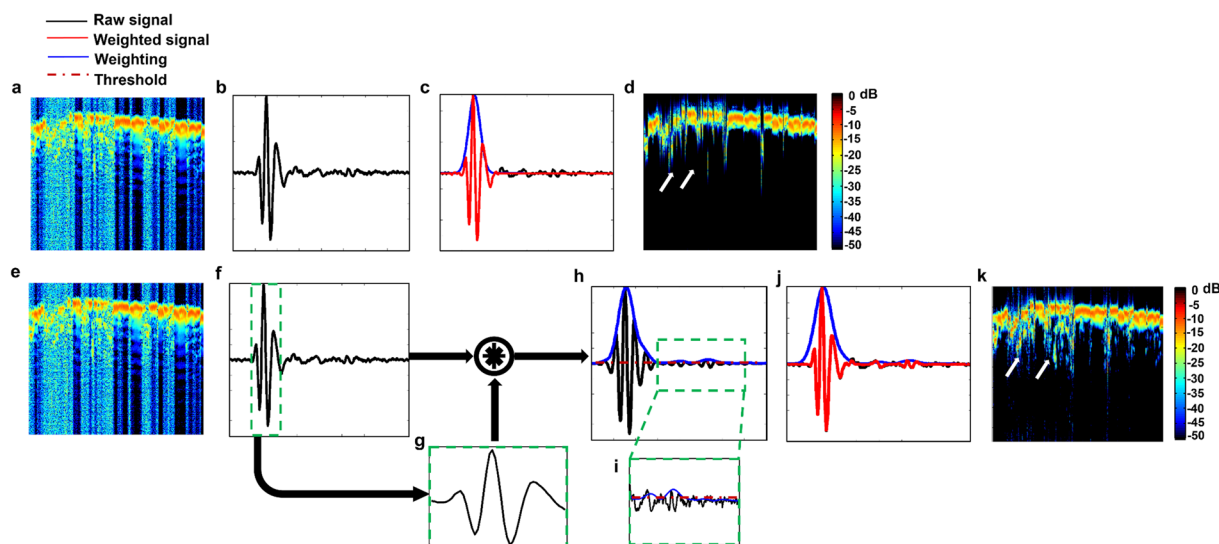 Raw signal
Weighted signal
Weighting
Threshold
a
b
c
d
0 dB
-5
-10
-15
-20
-25
-30
-35
-40
-45
-50
e
f
g
h
i
j
k
0 dB
-5
-10
-15
-20
-25
-30
-35
-40
-45
-50